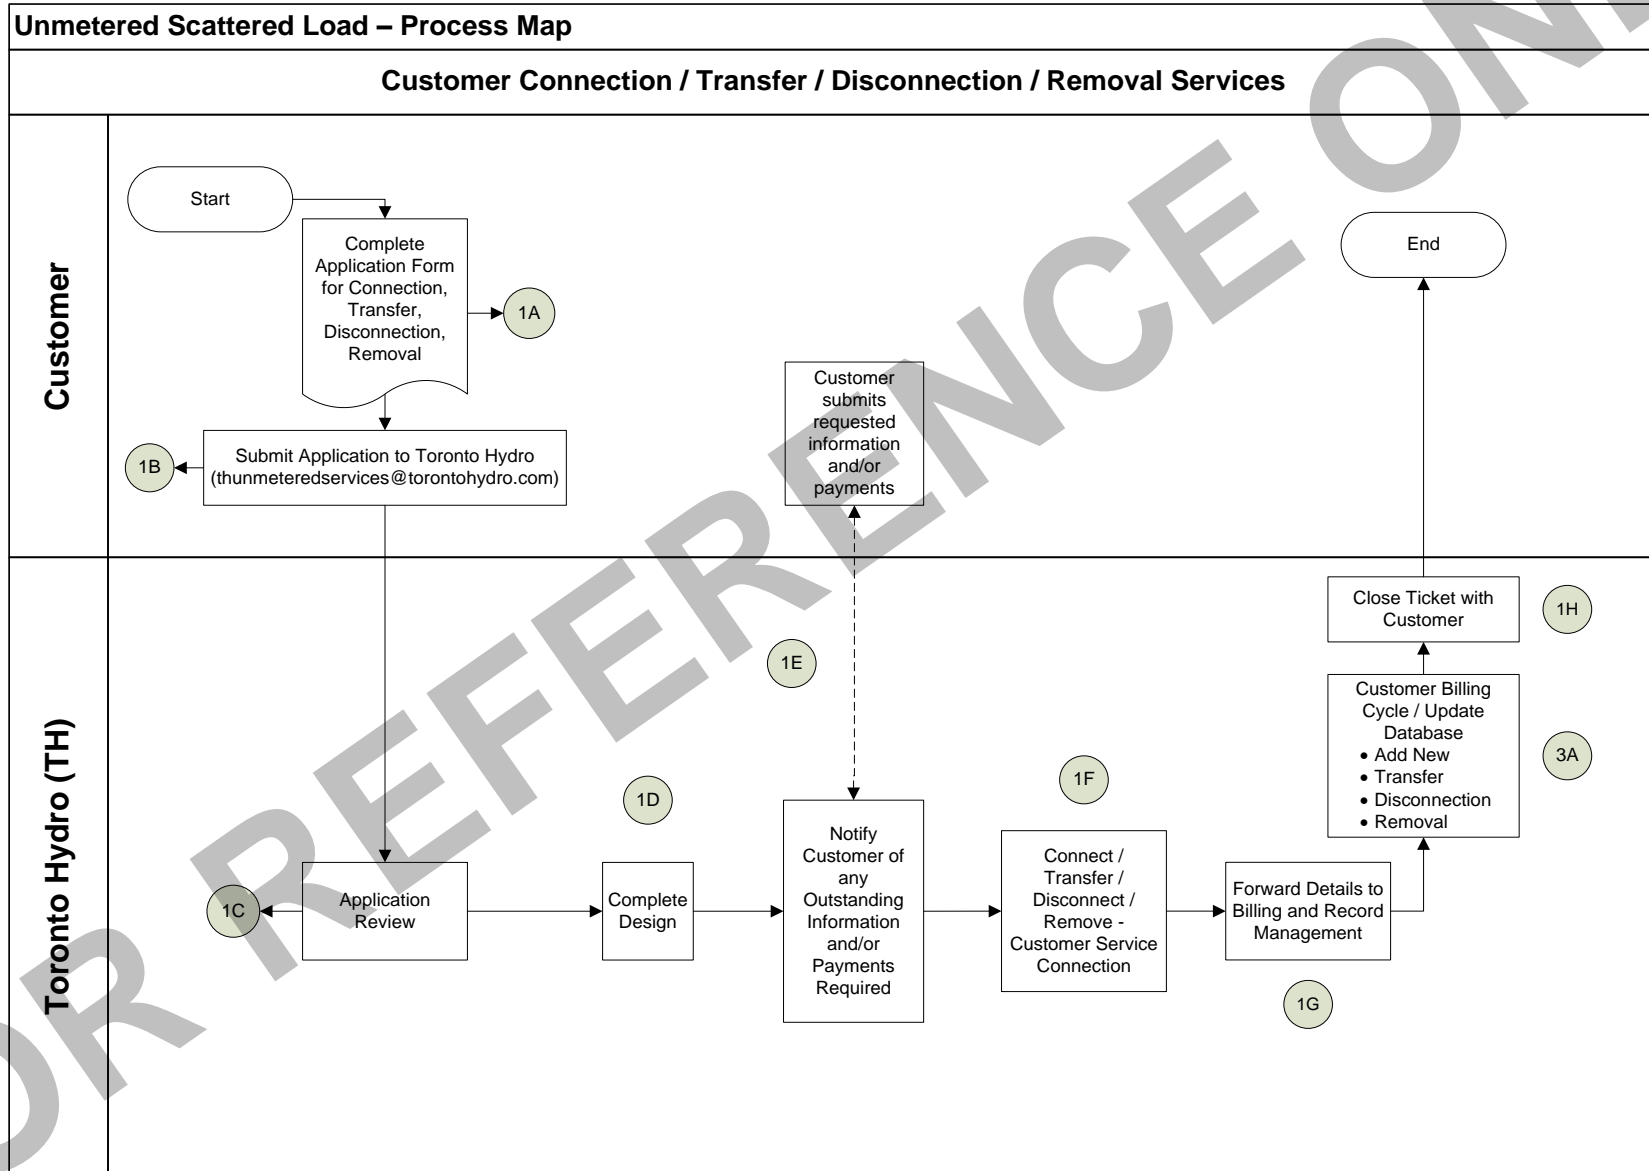 Unmetered Scattered Load – Process Map
Customer Connection / Transfer / Disconnection / Removal Services
Customer
Start
Complete
Application Form
for Connection,
Transfer,
Disconnection,
Removal
1A
Submit Application to Toronto Hydro
(thunmeteredservices@torontohydro.com)
1B
Customer
submits
requested
information
and/or
payments
End
Toronto Hydro (TH)
1C
Application
Review
1D
Complete
Design
1E
Notify
Customer of
any
Outstanding
Information
and/or
Payments
Required
1F
Connect /
Transfer /
Disconnect /
Remove -
Customer Service
Connection
Forward Details to
Billing and Record
Management
1G
Customer Billing
Cycle / Update
Database
• Add New
• Transfer
• Disconnection
• Removal
3A
Close Ticket with
Customer
1H
OR REFERENCE ON